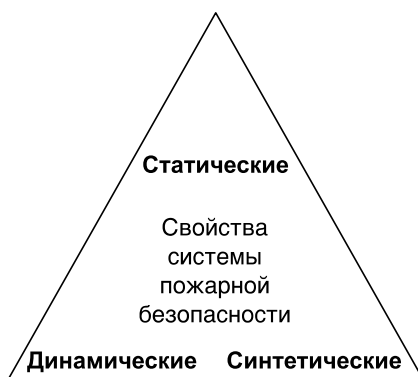 Статические
Свойства
системы
пожарной
безопасности
Динамические Синтетические